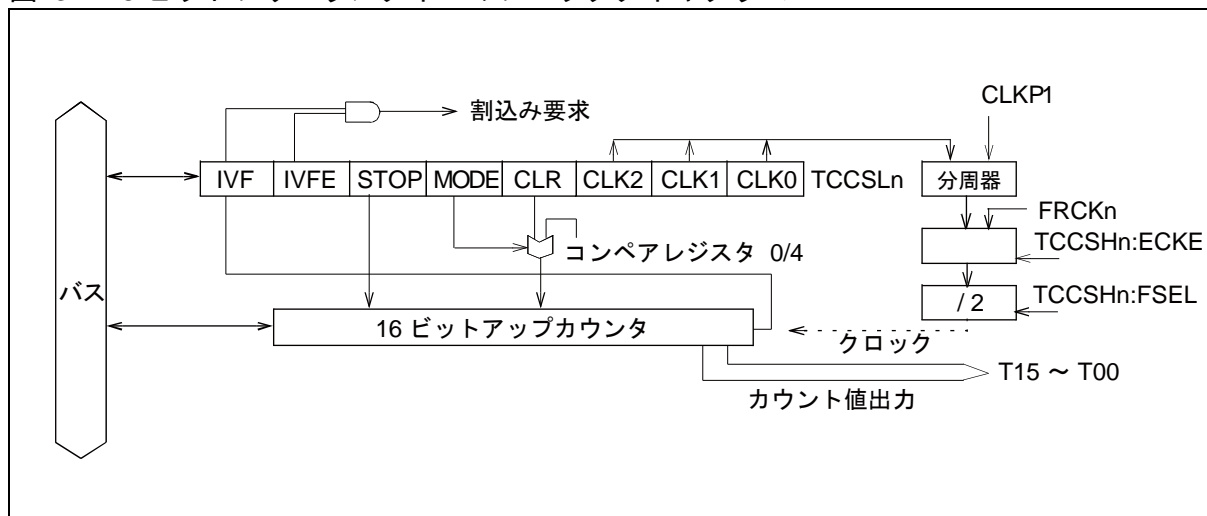 CLKP1
割込み要求
IVF IVFE STOP MODE CLR CLK2 CLK1 CLK0 TCCSLn 分周器
FRCKn
コンペアレジスタ 0/4
TCCSHn:ECKE
バス
/ 2
TCCSHn:FSEL
16 ビットアップカウンタ
クロック
T15 ～ T00
カウント値出力